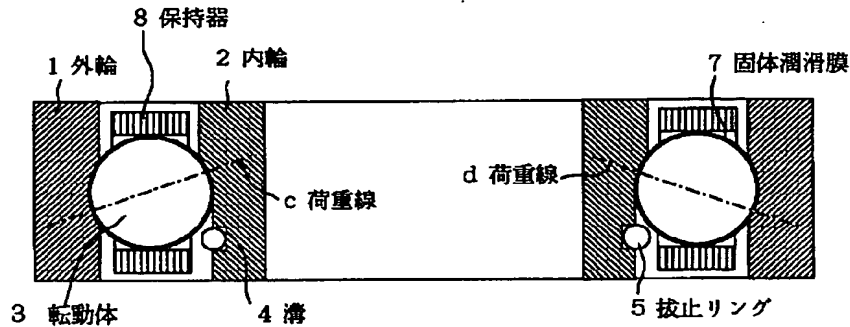 8 保持器
1 外輪
2 内輪
7 固体潤滑膜
c 荷重線
d 荷重線
3 転動体
4 溝
5 抜止リング